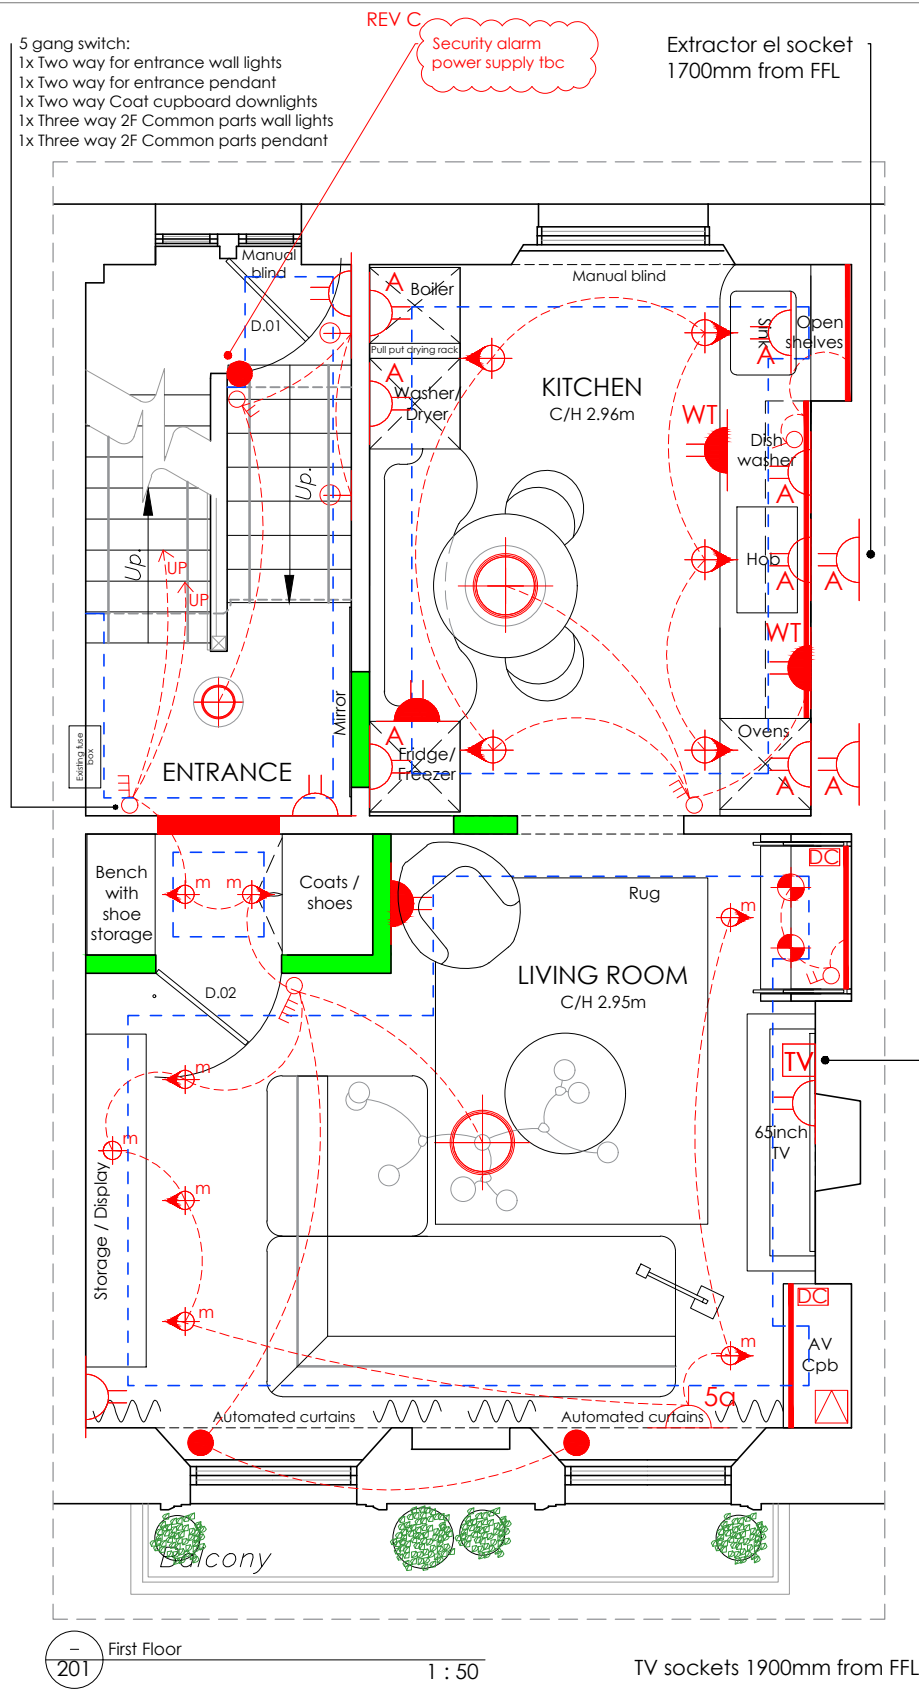 REV C
Security alarm
power supply tbc
5 gang switch:
1x Two way for entrance wall lights
1x Two way for entrance pendant
1x Two way Coat cupboard downlights
1x Three way 2F Common parts wall lights
1x Three way 2F Common parts pendant
Extractor el socket
1700mm from FFL
Manual
blind
D.01
Manual blind
A
Boiler
Pull put drying rack
A
Washer/
Dryer
KITCHEN
C/H 2.96m
Sink
A
Open
shelves
WT
Dish
washer
A
Up.
Up.
UP
UP
Hob
A
A
WT
Mirror
Existing fuse
box
ENTRANCE
A
Fridge/
Freezer
Ovens
A
A
Bench
with
shoe
storage
m
m
Coats /
shoes
Rug
m
DC
D.02
LIVING ROOM
C/H 2.95m
TV
65inch
TV
m
m
m
m
Storage / Display
DC
AV
Cpb
m
5a
Automated curtains
Automated curtains
Balcony
–
201
First Floor
1 : 50
TV sockets 1900mm from FFL